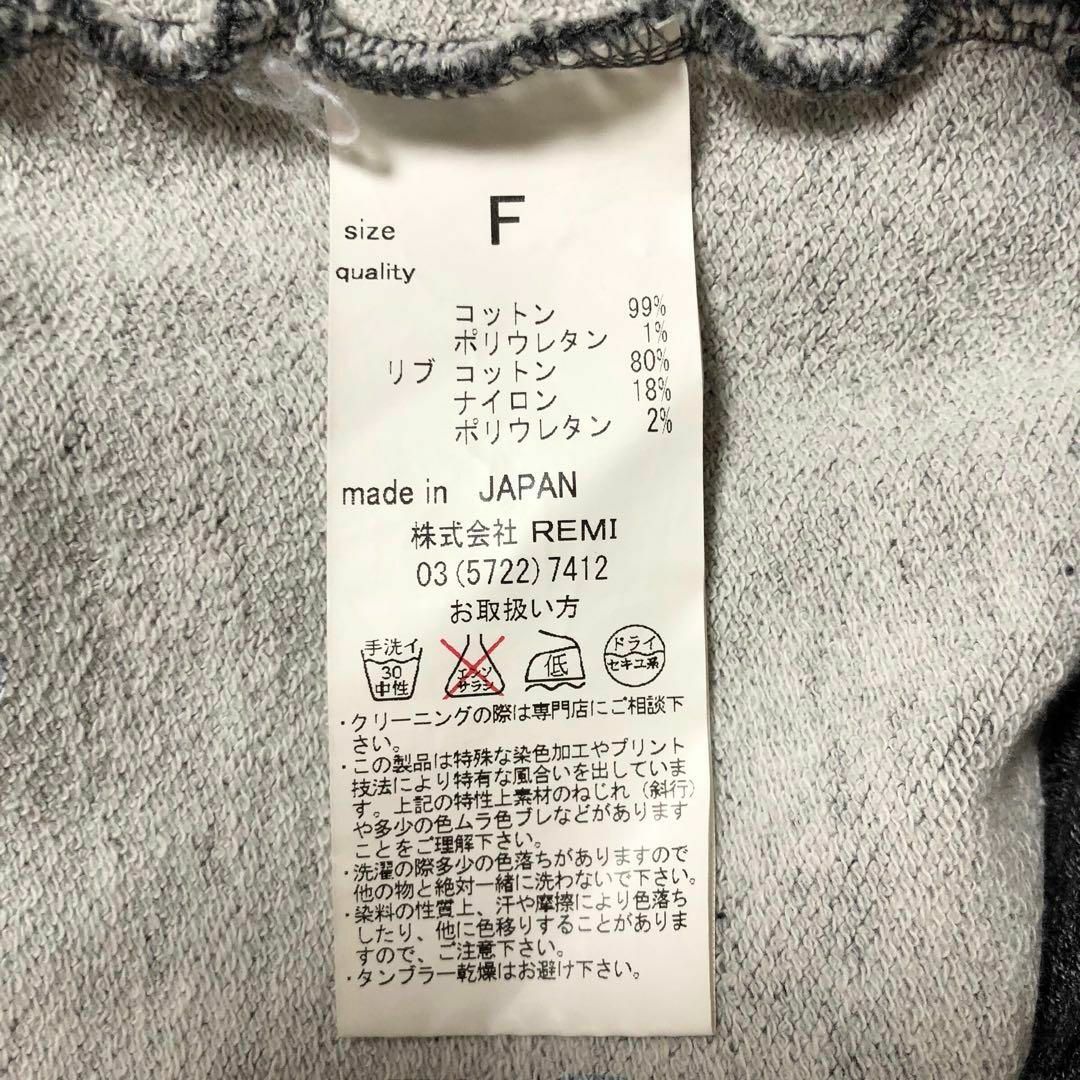 size F
quality
コットン 99%
ポリウレタン 1%
リブ コットン 80%
ナイロン 18%
ポリウレタン 2%
made in JAPAN
株式会社 REMI
03(5722)7412
お取扱い方
手洗イ
30
中性
エンソ
サラシ
低
ドライ
セキユ系
・クリーニングの際は専門店にご相談下
さい。
・この製品は特殊な染色加工やプリント
技法により特有な風合いを出していま
す。上記の特性上素材のねじれ(斜行)
や多少の色ムラ色ブレなどがあります
ことをご理解下さい。
・洗濯の際多少の色落ちがありますので
他の物と絶対一緒に洗わないで下さい。
・染料の性質上、汗や摩擦により色落ち
したり、他に色移りすることがありま
すので、ご注意下さい。
・タンブラー乾燥はお避け下さい。